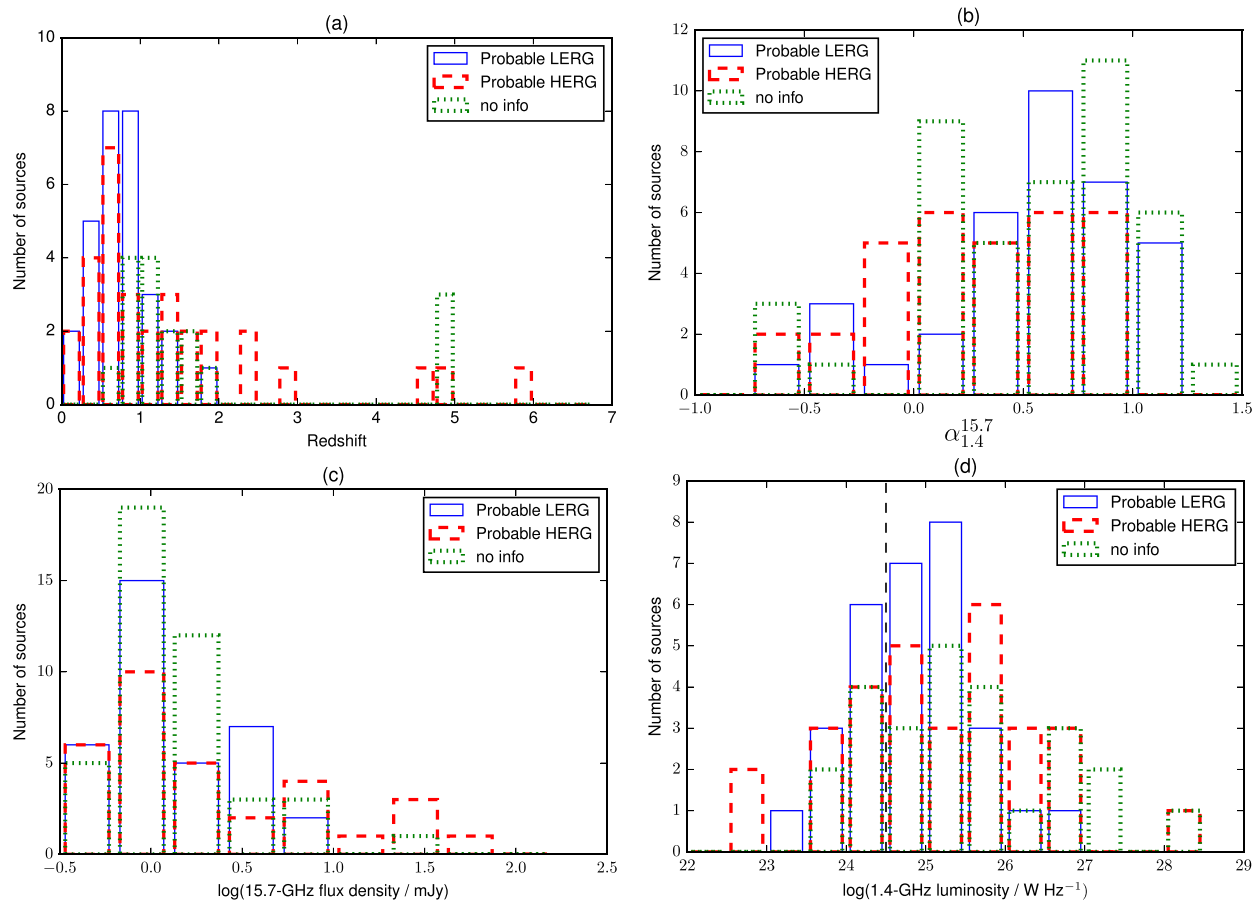 (a)
10
8
6
4
2
0
Number of sources
Probable LERG
Probable HERG
no info
0 1 2 3 4 5 6 7
Redshift
(b)
12
10
8
6
4
2
0
Number of sources
Probable LERG
Probable HERG
no info
−1.0 −0.5 0.0 0.5 1.0 1.5
α 15.7 1.4
(c)
20
15
10
5
0
Number of sources
Probable LERG
Probable HERG
no info
−0.5 0.0 0.5 1.0 1.5 2.0 2.5
log(15.7-GHz flux density / mJy)
(d)
9
8
7
6
5
4
3
2
1
0
Number of sources
Probable LERG
Probable HERG
no info
22 23 24 25 26 27 28 29
log(1.4-GHz luminosity / W Hz⁻¹)